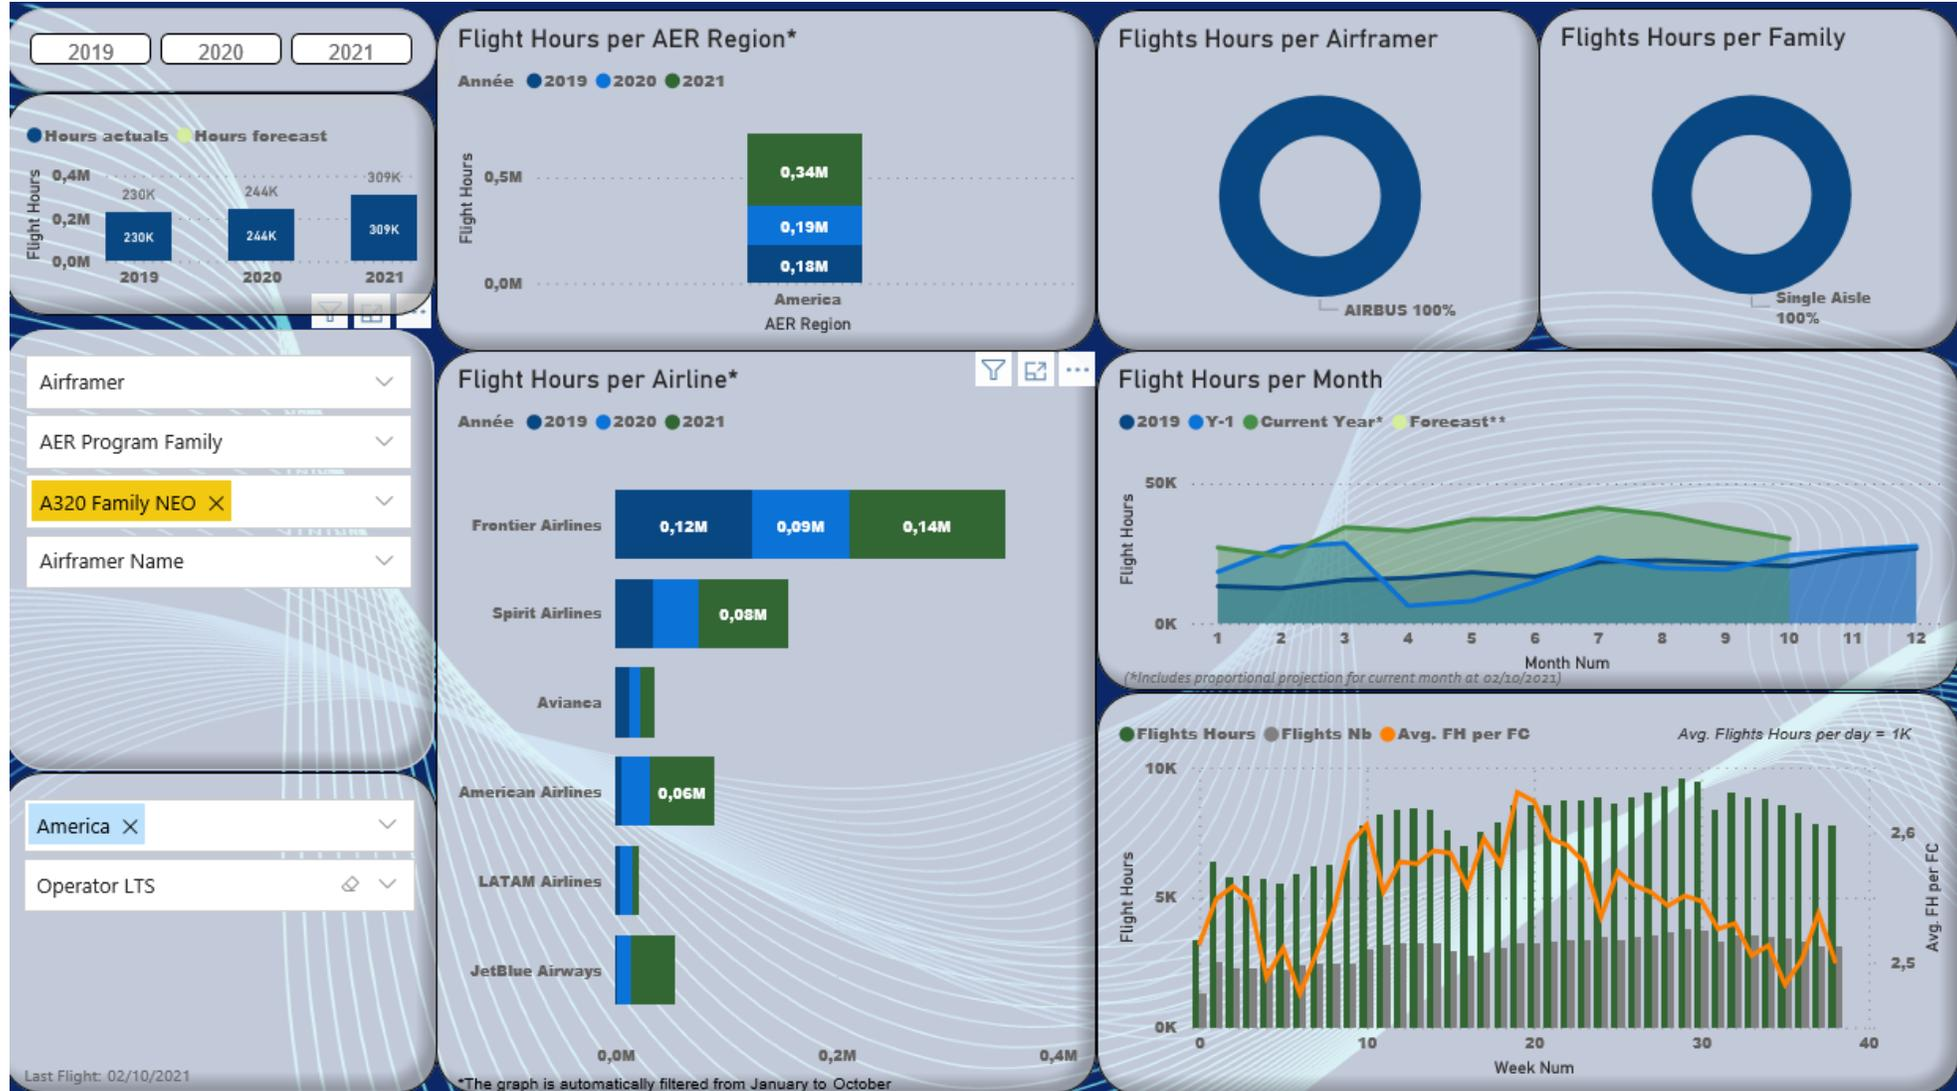 2019 2020 2021
Hours actuals Hours forecast
Flight Hours
0,4M
0,2M
0,0M
230K 244K 309K
230K 244K 309K
2019 2020 2021
Airframer
AER Program Family
A320 Family NEO
Airframer Name
America
Operator LTS
Last Flight: 02/10/2021
Flight Hours per AER Region*
Année 2019 2020 2021
Flight Hours
0,5M
0,0M
0,34M
0,19M
0,18M
America
AER Region
Flights Hours per Airframer
AIRBUS 100%
Flights Hours per Family
Single Aisle
100%
Flight Hours per Airline*
Année 2019 2020 2021
Frontier Airlines 0,12M 0,09M 0,14M
Spirit Airlines 0,08M
Avianca
American Airlines 0,06M
LATAM Airlines
JetBlue Airways
0,0M 0,2M 0,4M
*The graph is automatically filtered from January to October
Flight Hours per Month
2019 Y-1 Current Year* Forecast**
Flight Hours
50K
0K
1 2 3 4 5 6 7 8 9 10 11 12
Month Num
(*Includes proportional projection for current month at 02/10/2021)
Flights Hours Flights Nb Avg. FH per FC
Avg. Flights Hours per day = 1K
Flight Hours
10K
5K
0K
2,6
2,5
Avg. FH per FC
0 10 20 30 40
Week Num